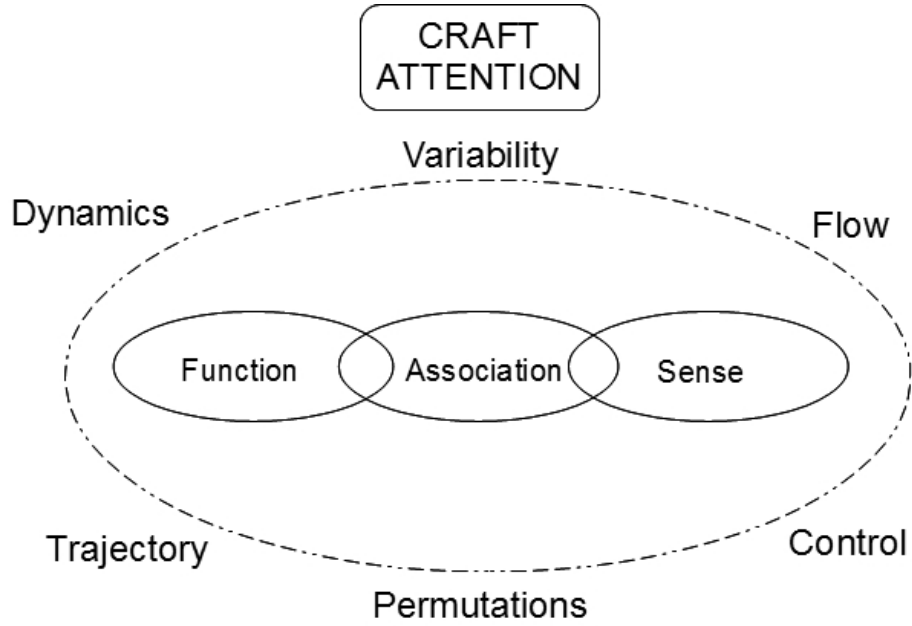 CRAFT
ATTENTION
Variability
Dynamics
Flow
Function
Association
Sense
Trajectory
Control
Permutations